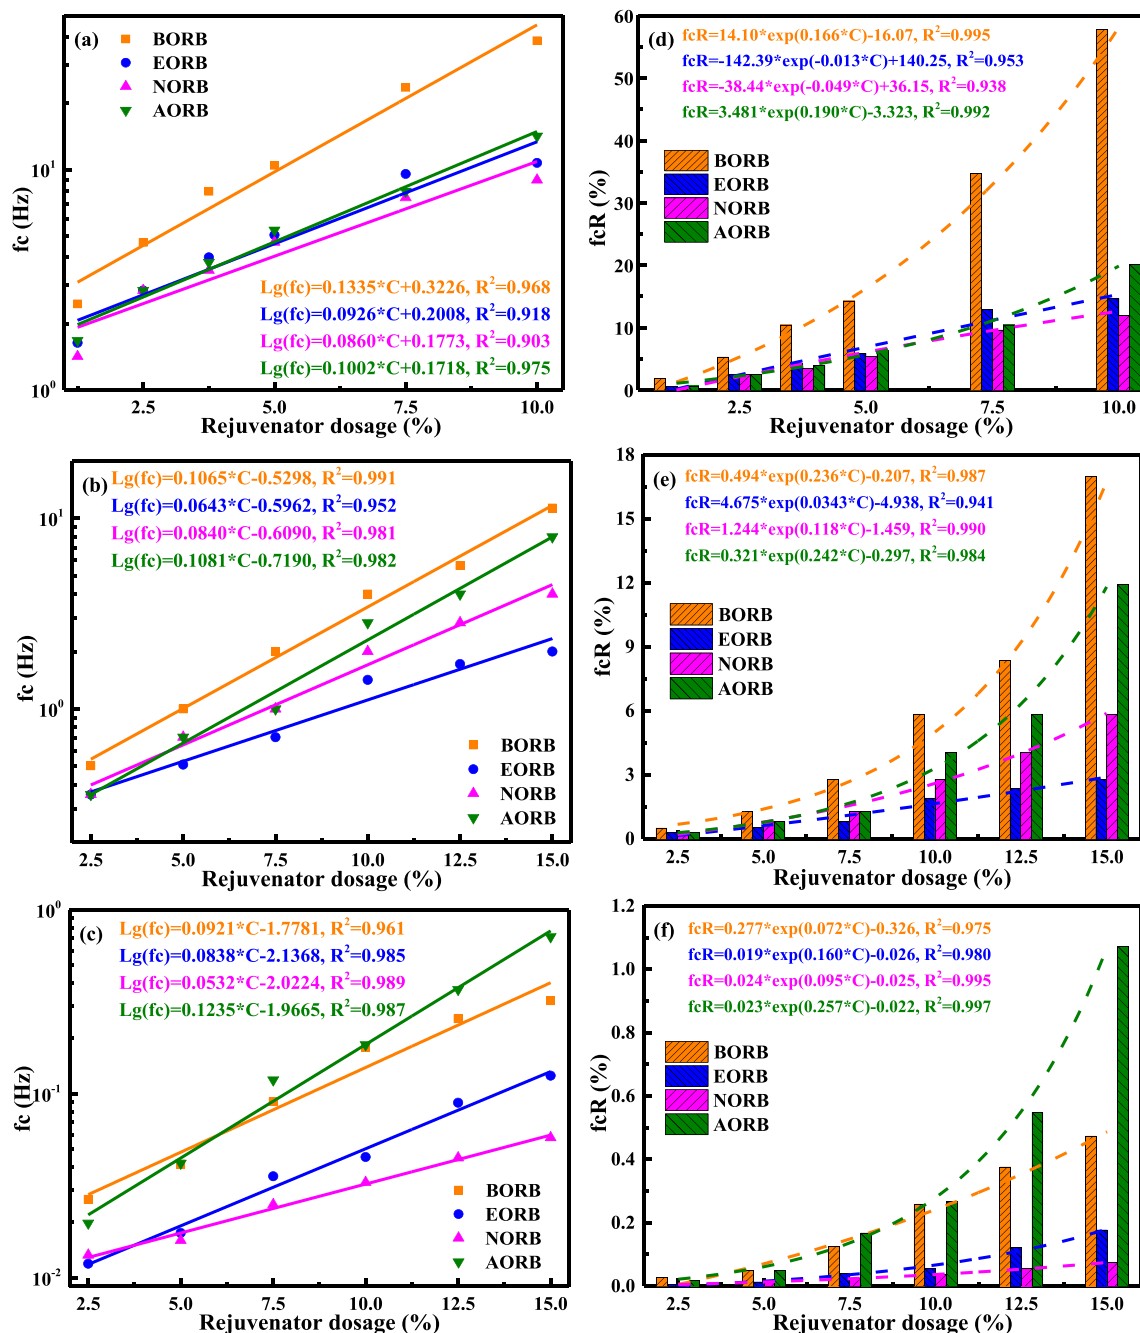 (a)
BORB
EORB
NORB
AORB
10¹
10⁰
fc (Hz)
Lg(fc)=0.1335*C+0.3226, R²=0.968
Lg(fc)=0.0926*C+0.2008, R²=0.918
Lg(fc)=0.0860*C+0.1773, R²=0.903
Lg(fc)=0.1002*C+0.1718, R²=0.975
2.5 5.0 7.5 10.0
Rejuvenator dosage (%)
(d)
fcR=14.10*exp(0.166*C)-16.07, R²=0.995
fcR=-142.39*exp(-0.013*C)+140.25, R²=0.953
fcR=-38.44*exp(-0.049*C)+36.15, R²=0.938
fcR=3.481*exp(0.190*C)-3.323, R²=0.992
BORB
EORB
NORB
AORB
60
50
40
30
20
10
0
fcR (%)
2.5 5.0 7.5 10.0
Rejuvenator dosage (%)
(b)
Lg(fc)=0.1065*C-0.5298, R²=0.991
Lg(fc)=0.0643*C-0.5962, R²=0.952
Lg(fc)=0.0840*C-0.6090, R²=0.981
Lg(fc)=0.1081*C-0.7190, R²=0.982
10¹
10⁰
fc (Hz)
BORB
EORB
NORB
AORB
2.5 5.0 7.5 10.0 12.5 15.0
Rejuvenator dosage (%)
(e)
fcR=0.494*exp(0.236*C)-0.207, R²=0.987
fcR=4.675*exp(0.0343*C)-4.938, R²=0.941
fcR=1.244*exp(0.118*C)-1.459, R²=0.990
fcR=0.321*exp(0.242*C)-0.297, R²=0.984
BORB
EORB
NORB
AORB
18
15
12
9
6
3
0
fcR (%)
2.5 5.0 7.5 10.0 12.5 15.0
Rejuvenator dosage (%)
(c)
Lg(fc)=0.0921*C-1.7781, R²=0.961
Lg(fc)=0.0838*C-2.1368, R²=0.985
Lg(fc)=0.0532*C-2.0224, R²=0.989
Lg(fc)=0.1235*C-1.9665, R²=0.987
10⁰
10⁻¹
10⁻²
fc (Hz)
BORB
EORB
NORB
AORB
2.5 5.0 7.5 10.0 12.5 15.0
Rejuvenator dosage (%)
(f)
fcR=0.277*exp(0.072*C)-0.326, R²=0.975
fcR=0.019*exp(0.160*C)-0.026, R²=0.980
fcR=0.024*exp(0.095*C)-0.025, R²=0.995
fcR=0.023*exp(0.257*C)-0.022, R²=0.997
BORB
EORB
NORB
AORB
1.2
1.0
0.8
0.6
0.4
0.2
0.0
fcR (%)
2.5 5.0 7.5 10.0 12.5 15.0
Rejuvenator dosage (%)